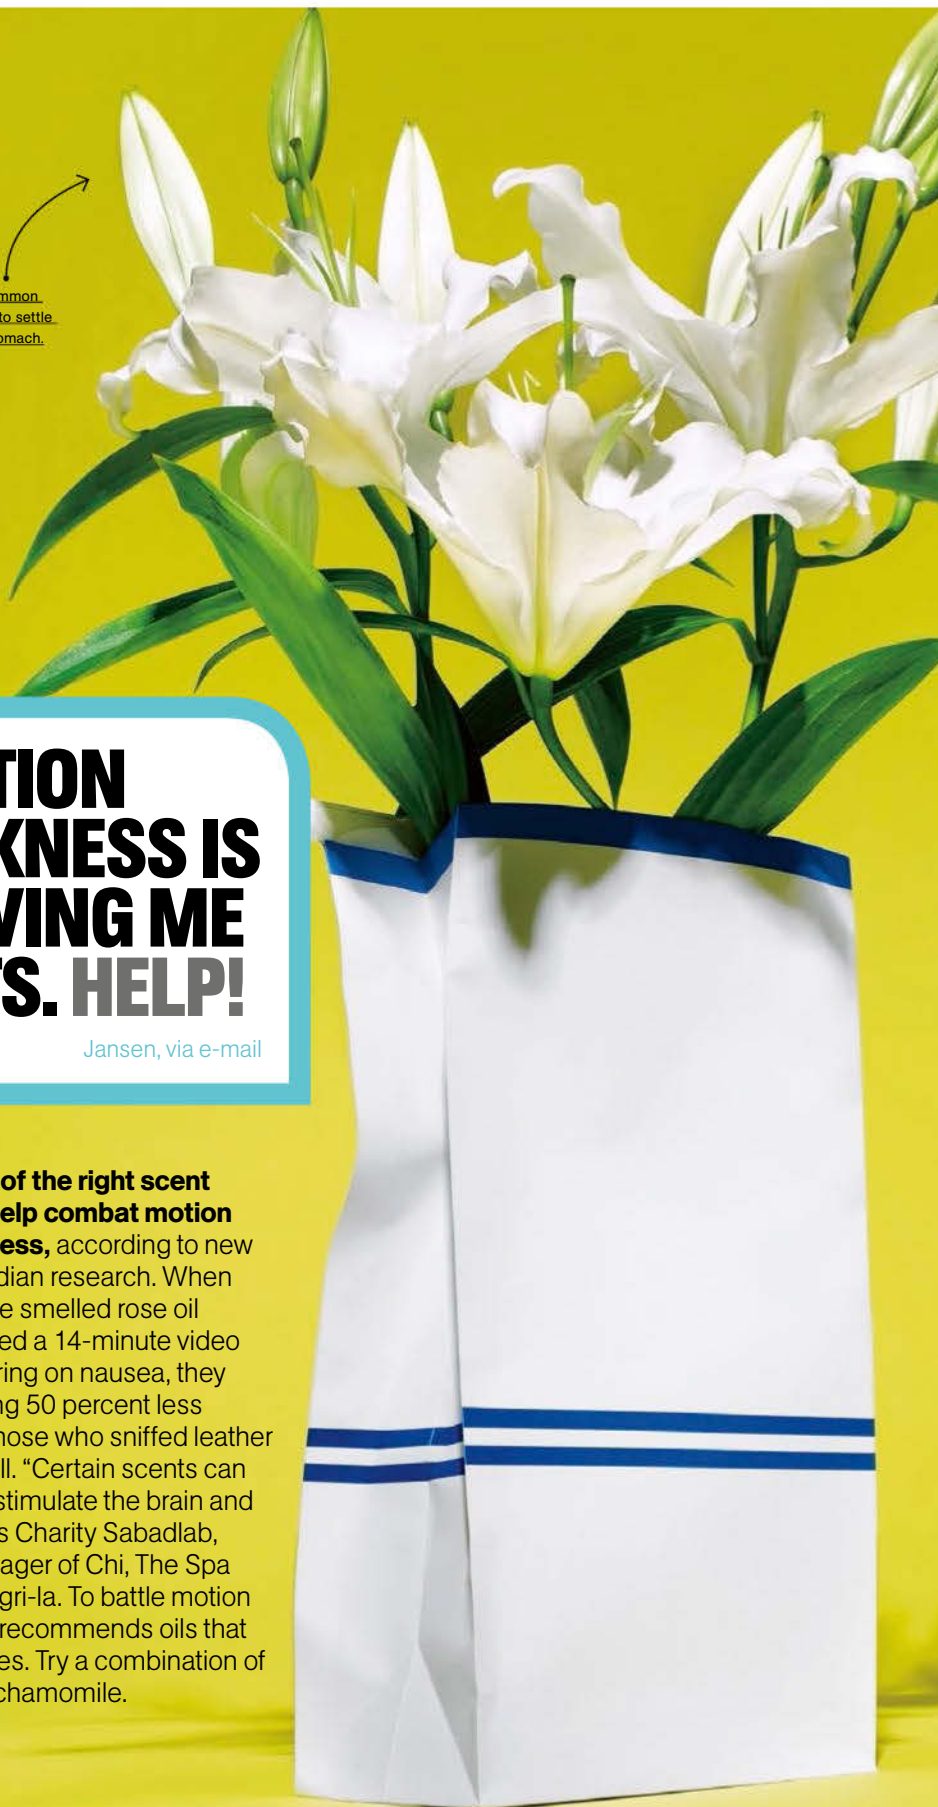 mmon
to settle
omach.
TION
KNESS IS
VING ME
TS. HELP!
Jansen, via e-mail
of the right scent
elp combat motion
ess, according to new
dian research. When
e smelled rose oil
ed a 14-minute video
ring on nausea, they
ng 50 percent less
hose who sniffed leather
ll. “Certain scents can
stimulate the brain and
s Charity Sabadlab,
ager of Chi, The Spa
gri-la. To battle motion
recommends oils that
es. Try a combination of
chamomile.